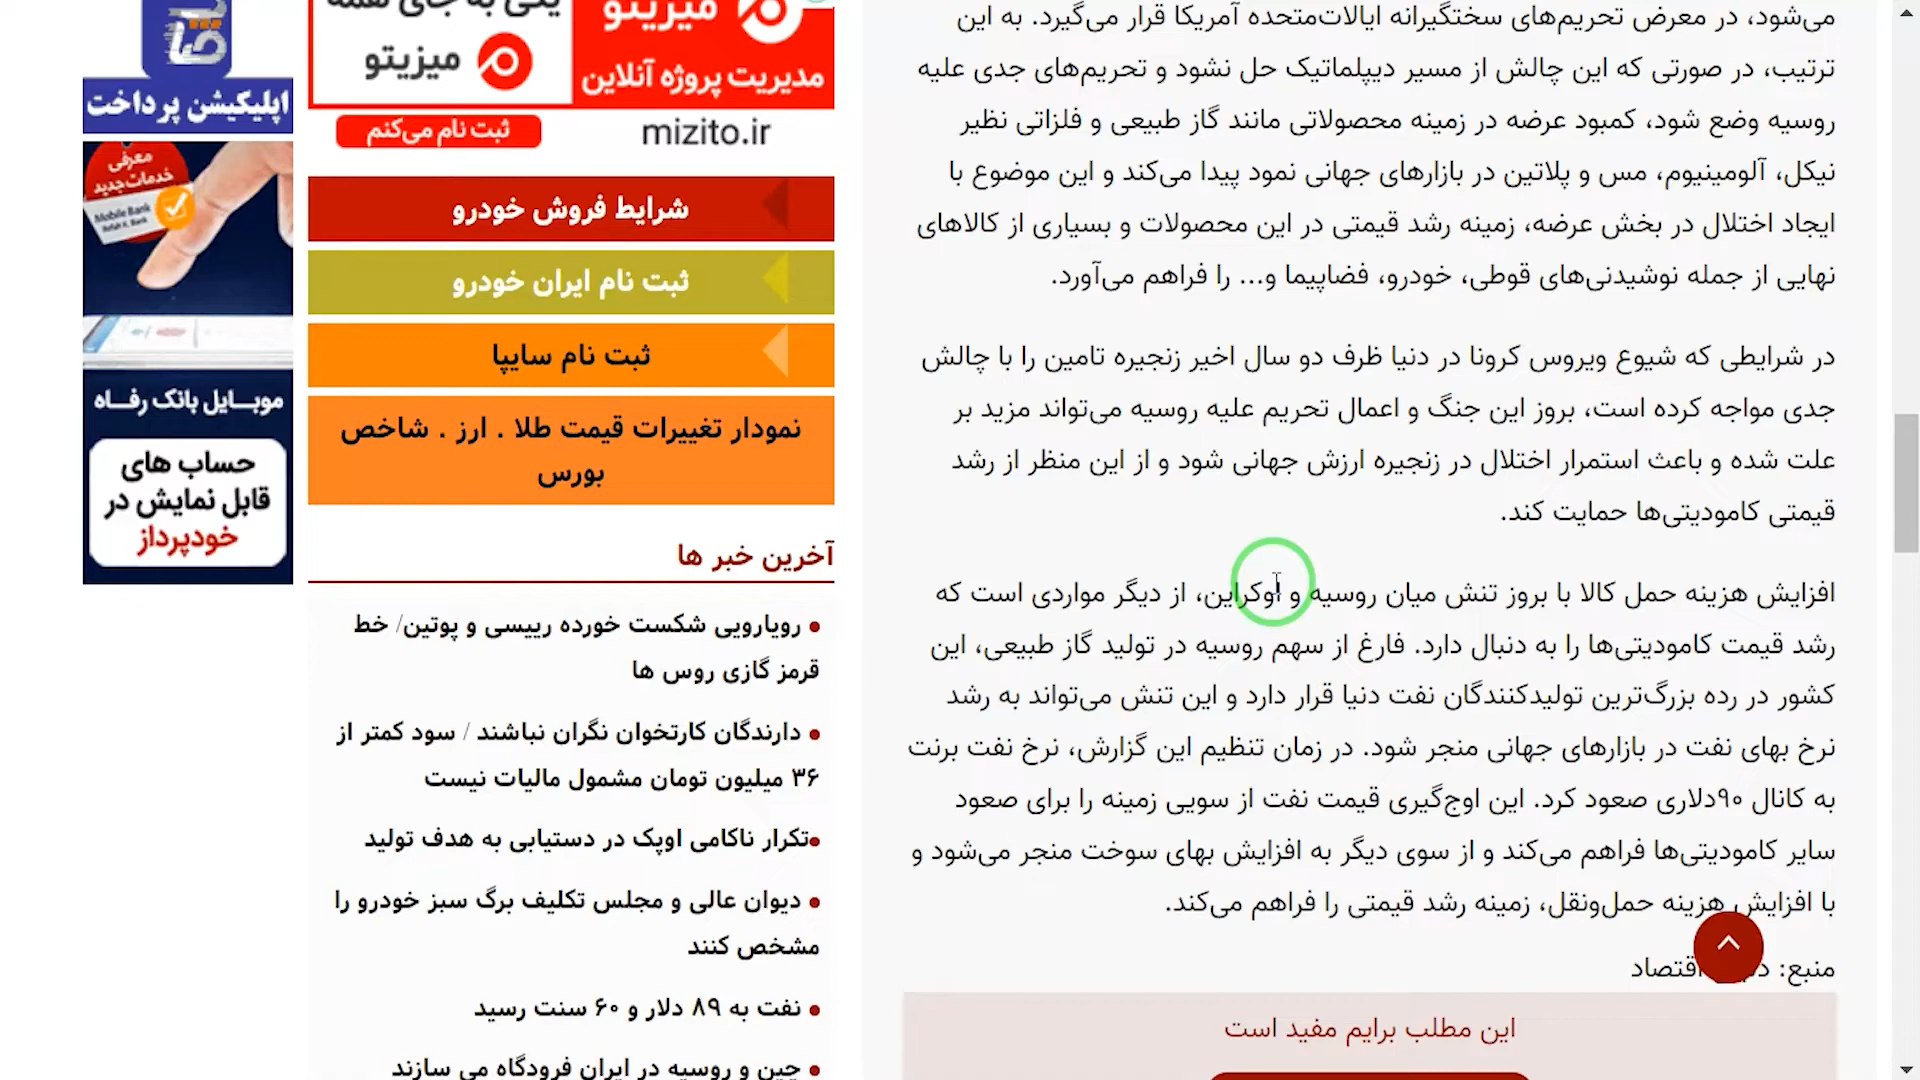 می‌شود، در معرض تحریم‌های سختگیرانه ایالات‌متحده آمریکا قرار می‌گیرد. به این
ترتیب، در صورتی که این چالش از مسیر دیپلماتیک حل نشود و تحریم‌های جدی علیه
روسیه وضع شود، کمبود عرضه در زمینه محصولاتی مانند گاز طبیعی و فلزاتی نظیر
نیکل، آلومینیوم، مس و پلاتین در بازارهای جهانی نمود پیدا می‌کند و این موضوع با
ایجاد اختلال در بخش عرضه، زمینه رشد قیمتی در این محصولات و بسیاری از کالاهای
نهایی از جمله نوشیدنی‌های قوطی، خودرو، فضاپیما و... را فراهم می‌آورد.
در شرایطی که شیوع ویروس کرونا در دنیا ظرف دو سال اخیر زنجیره تامین را با چالش
جدی مواجه کرده است، بروز این جنگ و اعمال تحریم علیه روسیه می‌تواند مزید بر
علت شده و باعث استمرار اختلال در زنجیره ارزش جهانی شود و از این منظر از رشد
قیمتی کامودیتی‌ها حمایت کند.
افزایش هزینه حمل کالا با بروز تنش میان روسیه و اوکراین، از دیگر مواردی است که
رشد قیمت کامودیتی‌ها را به دنبال دارد. فارغ از سهم روسیه در تولید گاز طبیعی، این
کشور در رده بزرگ‌ترین تولیدکنندگان نفت دنیا قرار دارد و این تنش می‌تواند به رشد
نرخ بهای نفت در بازارهای جهانی منجر شود. در زمان تنظیم این گزارش، نرخ نفت برنت
به کانال ۹۰دلاری صعود کرد. این اوج‌گیری قیمت نفت از سویی زمینه را برای صعود
سایر کامودیتی‌ها فراهم می‌کند و از سوی دیگر به افزایش بهای سوخت منجر می‌شود و
با افزایش هزینه حمل‌ونقل، زمینه رشد قیمتی را فراهم می‌کند.
منبع: اقتصاد
این مطلب برایم مفید است
یکی به جای همه
میزیتو
میزیتو
مدیریت پروژه آنلاین
ثبت نام می‌کنم
mizito.ir
شرایط فروش خودرو
ثبت نام ایران خودرو
ثبت نام سایپا
نمودار تغییرات قیمت طلا . ارز . شاخص
بورس
آخرین خبر ها
• رویارویی شکست خورده رییسی و پوتین/ خط
قرمز گازی روس ها
• دارندگان کارتخوان نگران نباشند / سود کمتر از
۳۶ میلیون تومان مشمول مالیات نیست
•تکرار ناکامی اوپک در دستیابی به هدف تولید
• دیوان عالی و مجلس تکلیف برگ سبز خودرو را
مشخص کنند
• نفت به ۸۹ دلار و ۶۰ سنت رسید
• چین و روسیه در ایران فرودگاه می سازند
اپلیکیشن پرداخت
معرفی
خدمات جدید
Mobile Bank
Refah K. Bank
موبـایل بانک رفـاه
حساب های
قابل نمایش در
خودپرداز